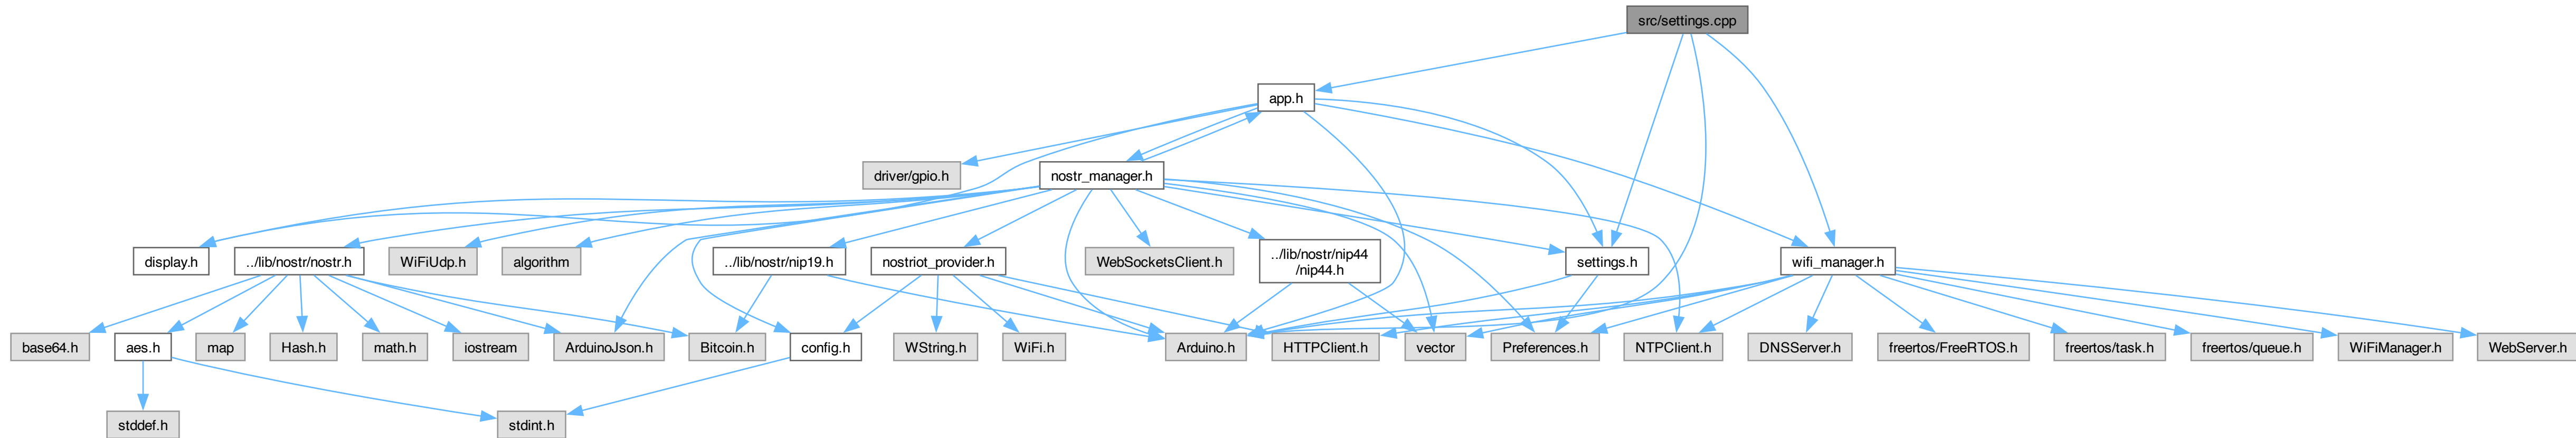 src/settings.cpp
app.h
driver/gpio.h
nostr_manager.h
display.h
../lib/nostr/nostr.h
WiFiUdp.h
algorithm
../lib/nostr/nip19.h
nostriot_provider.h
WebSocketsClient.h
../lib/nostr/nip44
/nip44.h
settings.h
wifi_manager.h
base64.h
aes.h
map
Hash.h
math.h
iostream
ArduinoJson.h
Bitcoin.h
config.h
WString.h
WiFi.h
Arduino.h
HTTPClient.h
vector
Preferences.h
NTPClient.h
DNSServer.h
freertos/FreeRTOS.h
freertos/task.h
freertos/queue.h
WiFiManager.h
WebServer.h
stddef.h
stdint.h